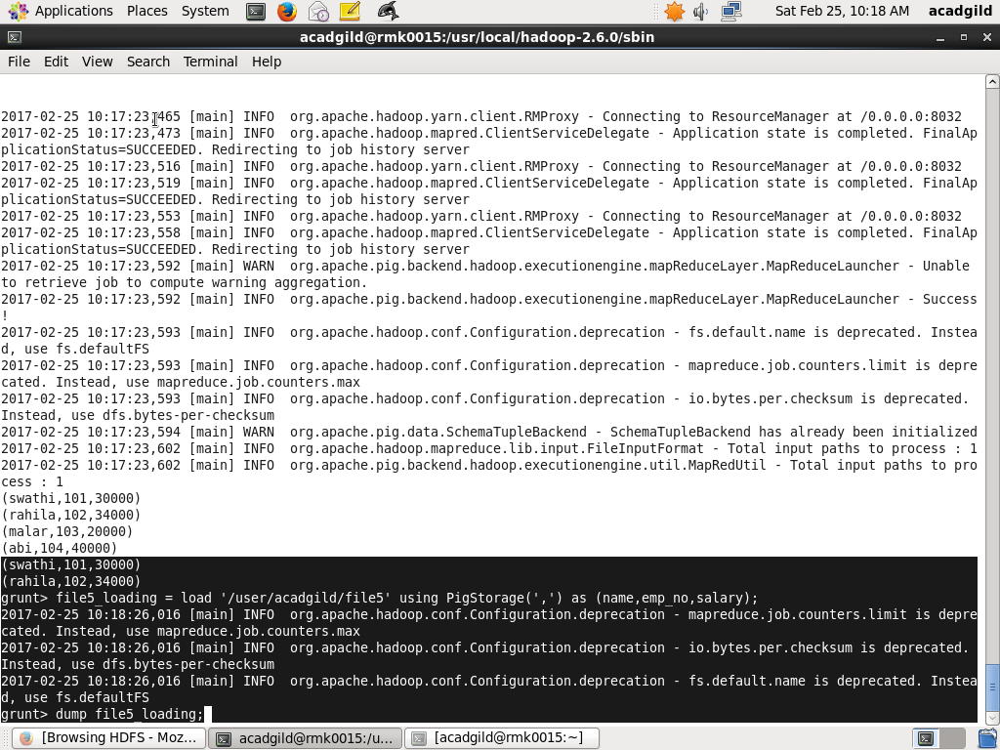 Applications Places System Sat Feb 25, 10:18 AM acadgild
acadgild@rmk0015:/usr/local/hadoop-2.6.0/sbin
File Edit View Search Terminal Help
2017-02-25 10:17:23,465 [main] INFO  org.apache.hadoop.yarn.client.RMProxy - Connecting to ResourceManager at /0.0.0.0:8032
2017-02-25 10:17:23,473 [main] INFO  org.apache.hadoop.mapred.ClientServiceDelegate - Application state is completed. FinalAp
plicationStatus=SUCCEEDED. Redirecting to job history server
2017-02-25 10:17:23,516 [main] INFO  org.apache.hadoop.yarn.client.RMProxy - Connecting to ResourceManager at /0.0.0.0:8032
2017-02-25 10:17:23,519 [main] INFO  org.apache.hadoop.mapred.ClientServiceDelegate - Application state is completed. FinalAp
plicationStatus=SUCCEEDED. Redirecting to job history server
2017-02-25 10:17:23,553 [main] INFO  org.apache.hadoop.yarn.client.RMProxy - Connecting to ResourceManager at /0.0.0.0:8032
2017-02-25 10:17:23,558 [main] INFO  org.apache.hadoop.mapred.ClientServiceDelegate - Application state is completed. FinalAp
plicationStatus=SUCCEEDED. Redirecting to job history server
2017-02-25 10:17:23,592 [main] WARN  org.apache.pig.backend.hadoop.executionengine.mapReduceLayer.MapReduceLauncher - Unable
to retrieve job to compute warning aggregation.
2017-02-25 10:17:23,592 [main] INFO  org.apache.pig.backend.hadoop.executionengine.mapReduceLayer.MapReduceLauncher - Success
!
2017-02-25 10:17:23,593 [main] INFO  org.apache.hadoop.conf.Configuration.deprecation - fs.default.name is deprecated. Instea
d, use fs.defaultFS
2017-02-25 10:17:23,593 [main] INFO  org.apache.hadoop.conf.Configuration.deprecation - mapreduce.job.counters.limit is depre
cated. Instead, use mapreduce.job.counters.max
2017-02-25 10:17:23,593 [main] INFO  org.apache.hadoop.conf.Configuration.deprecation - io.bytes.per.checksum is deprecated.
Instead, use dfs.bytes-per-checksum
2017-02-25 10:17:23,594 [main] WARN  org.apache.pig.data.SchemaTupleBackend - SchemaTupleBackend has already been initialized
2017-02-25 10:17:23,602 [main] INFO  org.apache.hadoop.mapreduce.lib.input.FileInputFormat - Total input paths to process : 1
2017-02-25 10:17:23,602 [main] INFO  org.apache.pig.backend.hadoop.executionengine.util.MapRedUtil - Total input paths to pro
cess : 1
(swathi,101,30000)
(rahila,102,34000)
(malar,103,20000)
(abi,104,40000)
(swathi,101,30000)
(rahila,102,34000)
grunt> file5_loading = load '/user/acadgild/file5' using PigStorage(',') as (name,emp_no,salary);
2017-02-25 10:18:26,016 [main] INFO  org.apache.hadoop.conf.Configuration.deprecation - mapreduce.job.counters.limit is depre
cated. Instead, use mapreduce.job.counters.max
2017-02-25 10:18:26,016 [main] INFO  org.apache.hadoop.conf.Configuration.deprecation - io.bytes.per.checksum is deprecated.
Instead, use dfs.bytes-per-checksum
2017-02-25 10:18:26,016 [main] INFO  org.apache.hadoop.conf.Configuration.deprecation - fs.default.name is deprecated. Instea
d, use fs.defaultFS
grunt> dump file5_loading;
[Browsing HDFS - Moz... acadgild@rmk0015:/u... [acadgild@rmk0015:~]